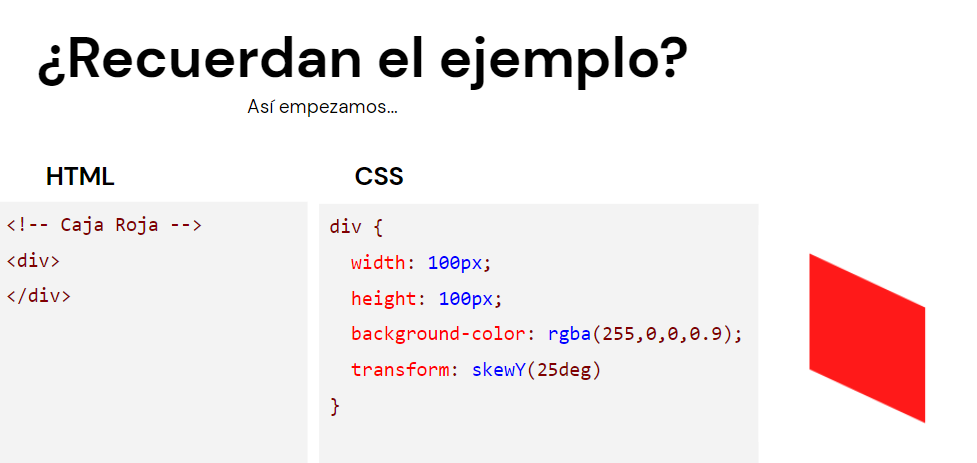 ¿Recuerdan el ejemplo?
Así empezamos...
HTML
<!-- Caja Roja -->
<div>
</div>
CSS
div {
  width: 100px;
  height: 100px;
  background-color: rgba(255,0,0,0.9);
  transform: skewY(25deg)
}